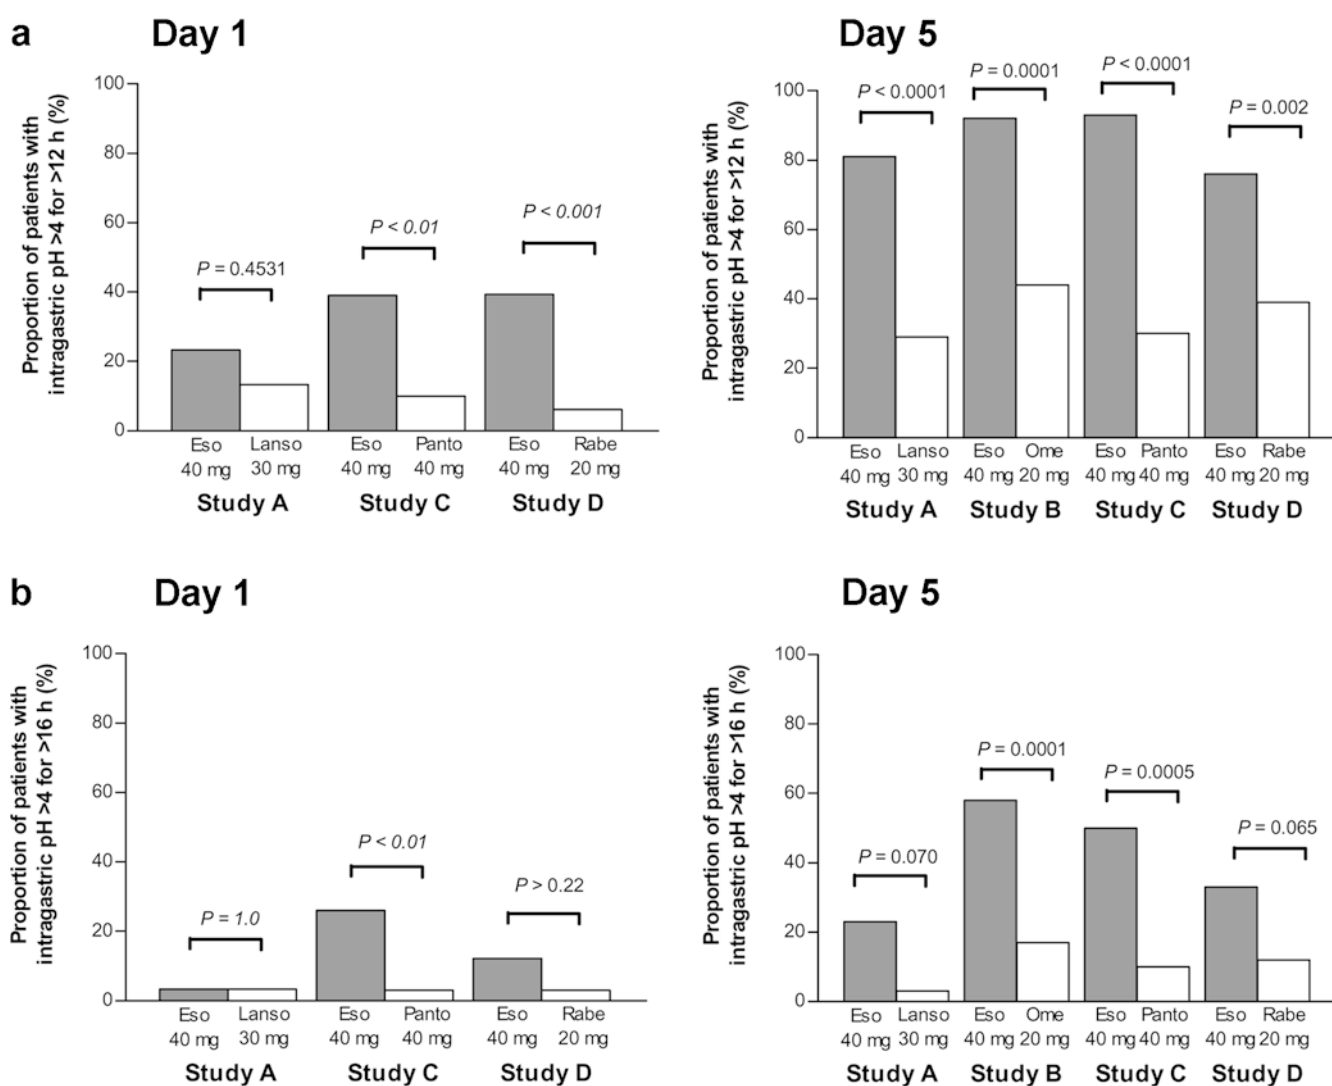 a
Day 1
Proportion of patients with
intragastric pH >4 for >12 h (%)
100
80
60
40
20
0
P = 0.4531
P < 0.01
P < 0.001
Eso Lanso Eso Panto Eso Rabe
40 mg 30 mg 40 mg 40 mg 40 mg 20 mg
Study A Study C Study D
Day 5
Proportion of patients with
intragastric pH >4 for >12 h (%)
100
80
60
40
20
0
P < 0.0001
P = 0.0001
P < 0.0001
P = 0.002
Eso Lanso Eso Ome Eso Panto Eso Rabe
40 mg 30 mg 40 mg 20 mg 40 mg 40 mg 40 mg 20 mg
Study A Study B Study C Study D
b
Day 1
Proportion of patients with
intragastric pH >4 for >16 h (%)
100
80
60
40
20
0
P = 1.0
P < 0.01
P > 0.22
Eso Lanso Eso Panto Eso Rabe
40 mg 30 mg 40 mg 40 mg 40 mg 20 mg
Study A Study C Study D
Day 5
Proportion of patients with
intragastric pH >4 for >16 h (%)
100
80
60
40
20
0
P = 0.070
P = 0.0001
P = 0.0005
P = 0.065
Eso Lanso Eso Ome Eso Panto Eso Rabe
40 mg 30 mg 40 mg 20 mg 40 mg 40 mg 40 mg 20 mg
Study A Study B Study C Study D